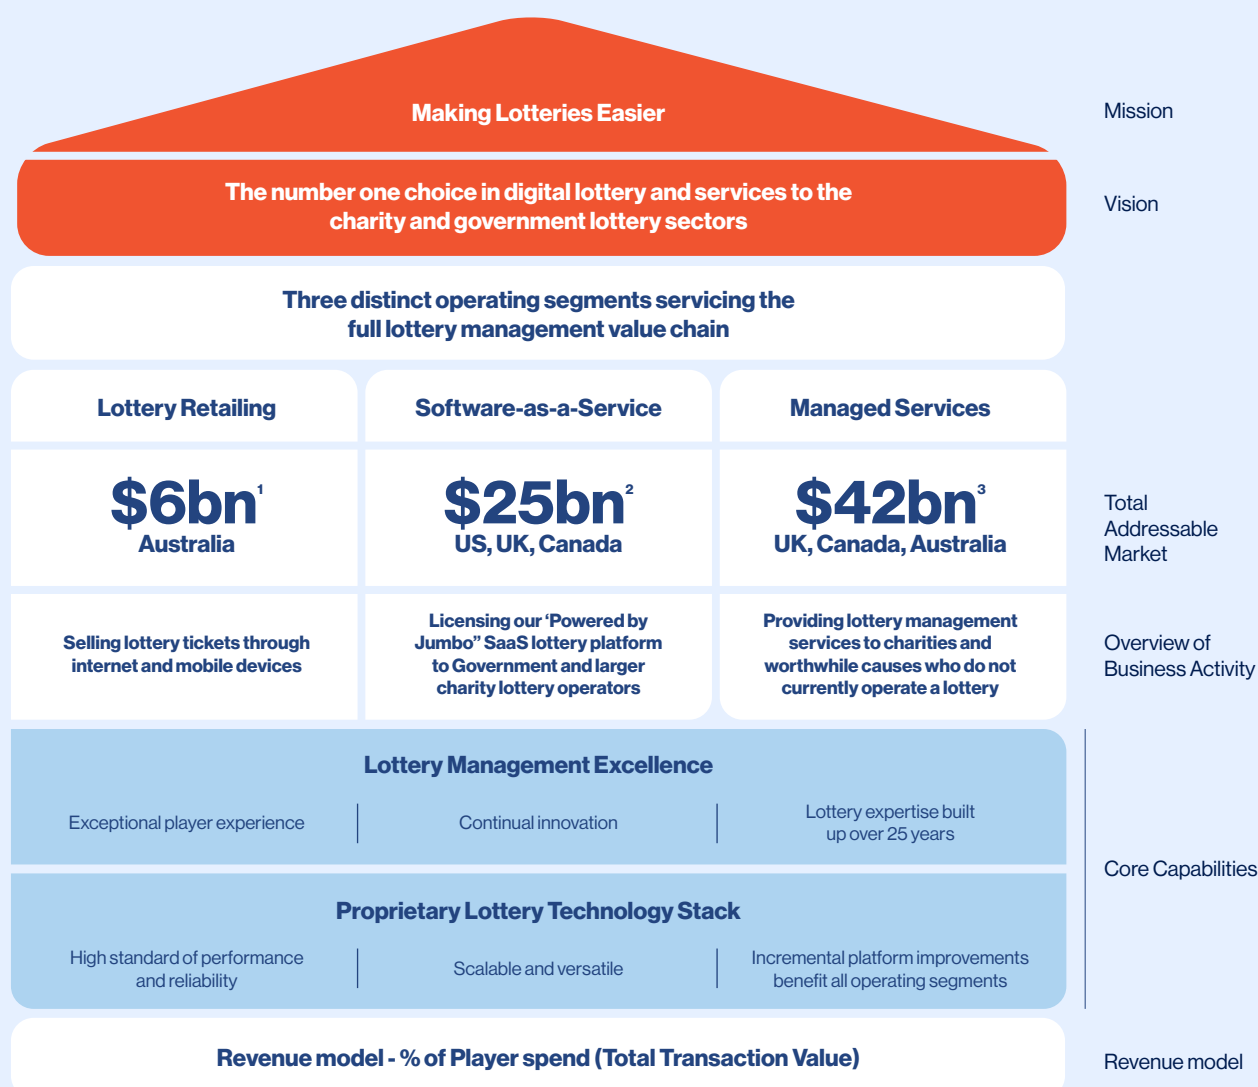 Making Lotteries Easier
Mission
The number one choice in digital lottery and services to the
charity and government lottery sectors
Vision
Three distinct operating segments servicing the
full lottery management value chain
Lottery Retailing
Software-as-a-Service
Managed Services
$6bn¹
Australia
$25bn²
US, UK, Canada
$42bn³
UK, Canada, Australia
Total
Addressable
Market
Selling lottery tickets through
internet and mobile devices
Licensing our ‘Powered by
Jumbo” SaaS lottery platform
to Government and larger
charity lottery operators
Providing lottery management
services to charities and
worthwhile causes who do not
currently operate a lottery
Overview of
Business Activity
Lottery Management Excellence
Exceptional player experience
Continual innovation
Lottery expertise built
up over 25 years
Core Capabilities
Proprietary Lottery Technology Stack
High standard of performance
and reliability
Scalable and versatile
Incremental platform improvements
benefit all operating segments
Revenue model - % of Player spend (Total Transaction Value)
Revenue model